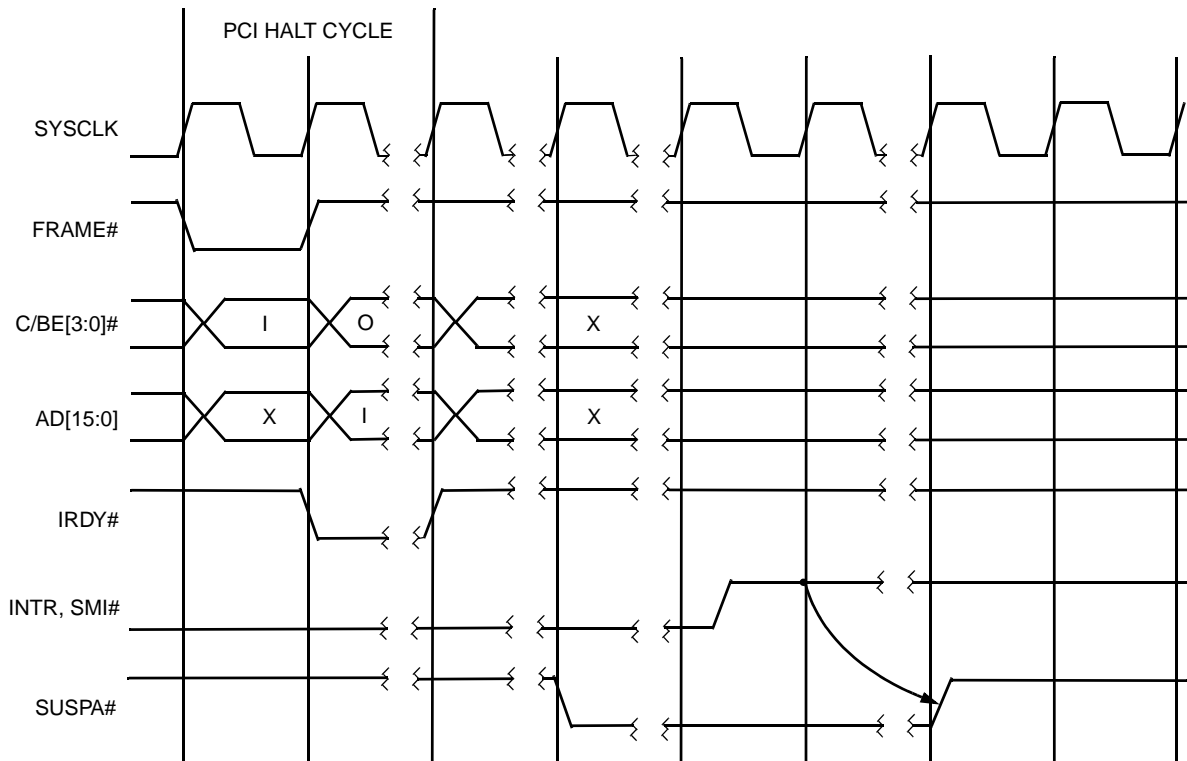 PCI HALT CYCLE
SYSCLK
FRAME#
C/BE[3:0]# I O X
AD[15:0] X I X
IRDY#
INTR, SMI#
SUSPA#